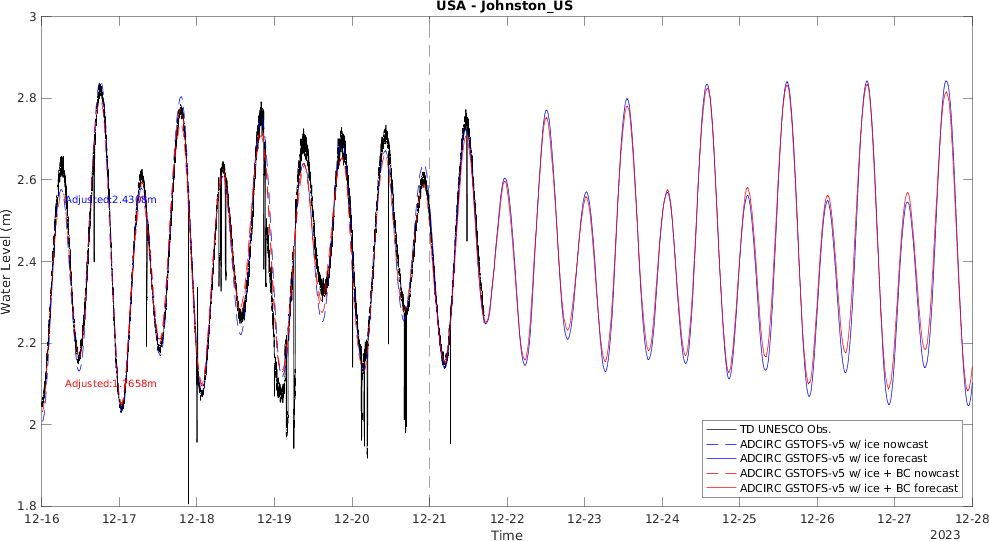 USA - Johnston_US
3
2.8
2.6
2.4
2.2
2
1.8
Water Level (m)
Adjusted:2.4308m
Adjusted:1.7658m
TD UNESCO Obs.
ADCIRC GSTOFS-v5 w/ ice nowcast
ADCIRC GSTOFS-v5 w/ ice forecast
ADCIRC GSTOFS-v5 w/ ice + BC nowcast
ADCIRC GSTOFS-v5 w/ ice + BC forecast
12-16 12-17 12-18 12-19 12-20 12-21 12-22 12-23 12-24 12-25 12-26 12-27 12-28
Time
2023